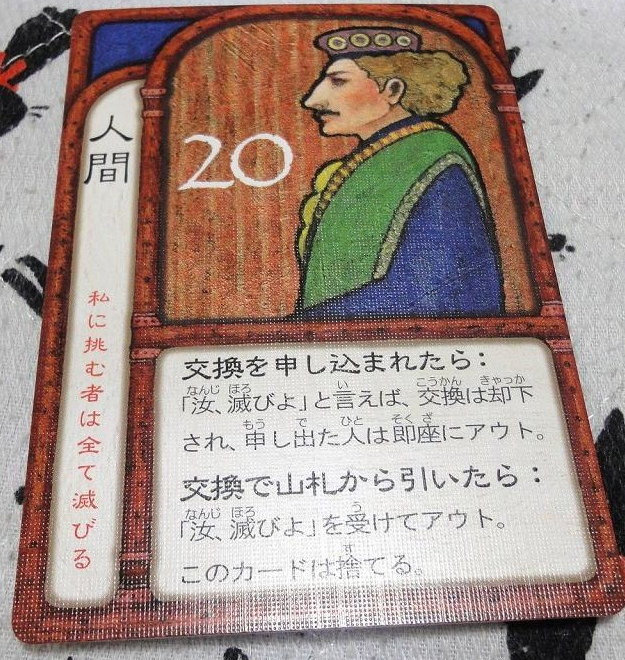 人間
20
私に挑む者は全て滅びる
交換を申し込まれたら：
「汝、滅びよ」と言えば、交換は却下
され、申し出た人は即座にアウト。
交換で山札から引いたら：
「汝、滅びよ」を受けてアウト。
このカードは捨てる。